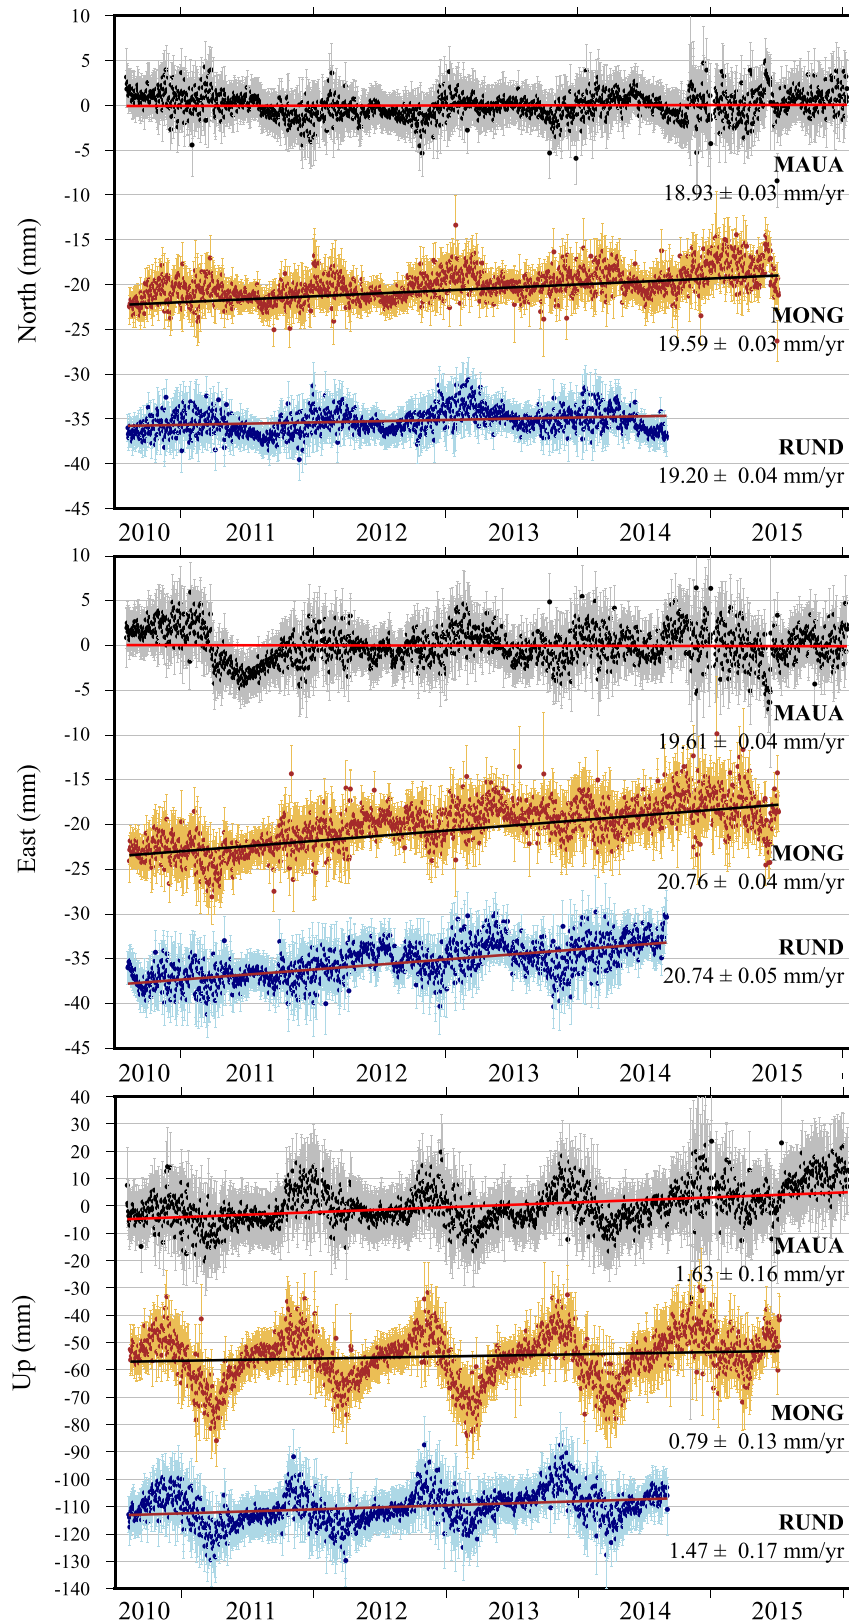 10
5
0
-5
MAUA
18.93 ± 0.03 mm/yr
-10
-15
-20
MONG
19.59 ± 0.03 mm/yr
-25
-30
-35
RUND
19.20 ± 0.04 mm/yr
-40
-45
North (mm)
2010 2011 2012 2013 2014 2015
10
5
0
-5
MAUA
19.61 ± 0.04 mm/yr
-10
-15
-20
MONG
20.76 ± 0.04 mm/yr
-25
-30
RUND
20.74 ± 0.05 mm/yr
-35
-40
-45
East (mm)
2010 2011 2012 2013 2014 2015
40
30
20
10
0
-10
MAUA
1.63 ± 0.16 mm/yr
-20
-30
-40
-50
-60
-70
MONG
0.79 ± 0.13 mm/yr
-80
-90
-100
-110
RUND
1.47 ± 0.17 mm/yr
-120
-130
-140
Up (mm)
2010 2011 2012 2013 2014 2015